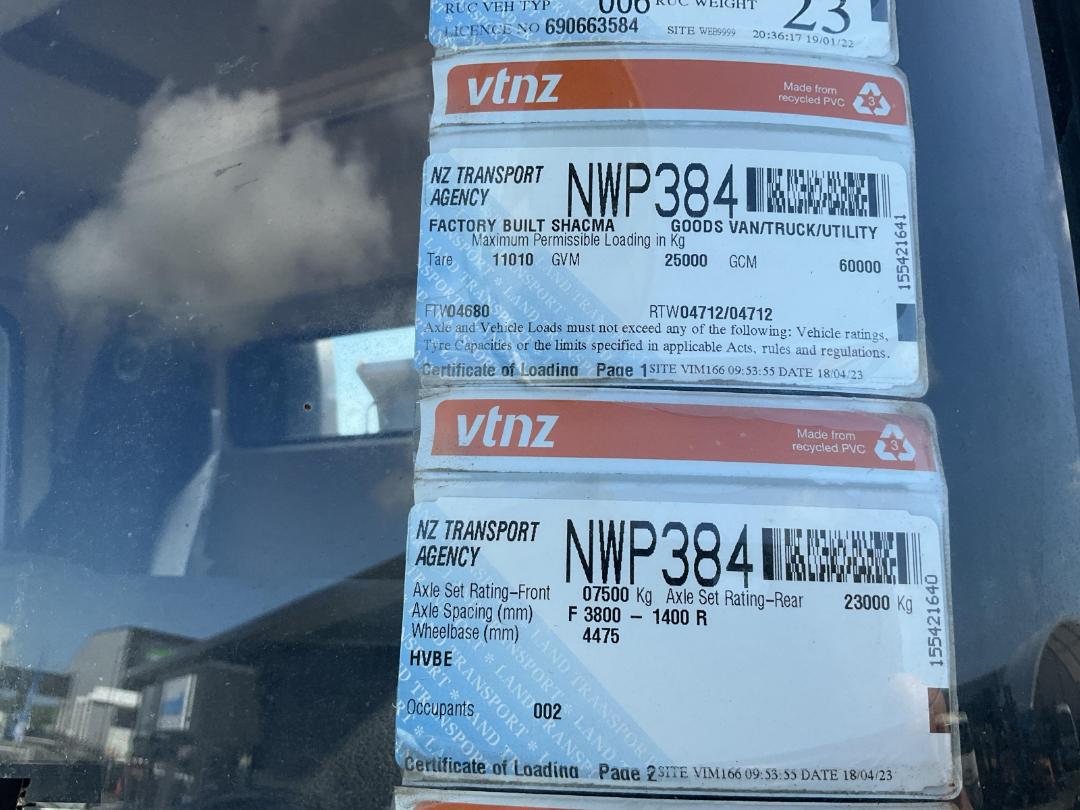 RUC VEH TYP 006 RUC WEIGHT 23
LICENCE NO 690663584 SITE WEB9999 20:36:17 19/01/22
vtnz Made from
recycled PVC 3
NZ TRANSPORT
AGENCY NWP384
FACTORY BUILT SHACMA GOODS VAN/TRUCK/UTILITY
Maximum Permissible Loading in Kg
Tare 11010 GVM 25000 GCM 60000
155421641
FTW04680 RTW04712/04712
Axle and Vehicle Loads must not exceed any of the following: Vehicle ratings,
Tyre Capacities or the limits specified in applicable Acts, rules and regulations.
Certificate of Loading Page 1 SITE VIM166 09:53:55 DATE 18/04/23
vtnz Made from
recycled PVC 3
NZ TRANSPORT
AGENCY NWP384
Axle Set Rating-Front 07500 Kg Axle Set Rating-Rear 23000 Kg
Axle Spacing (mm) F 3800 - 1400 R
Wheelbase (mm) 4475
HVBE
155421640
Occupants 002
Certificate of Loading Page 2 SITE VIM166 09:53:55 DATE 18/04/23